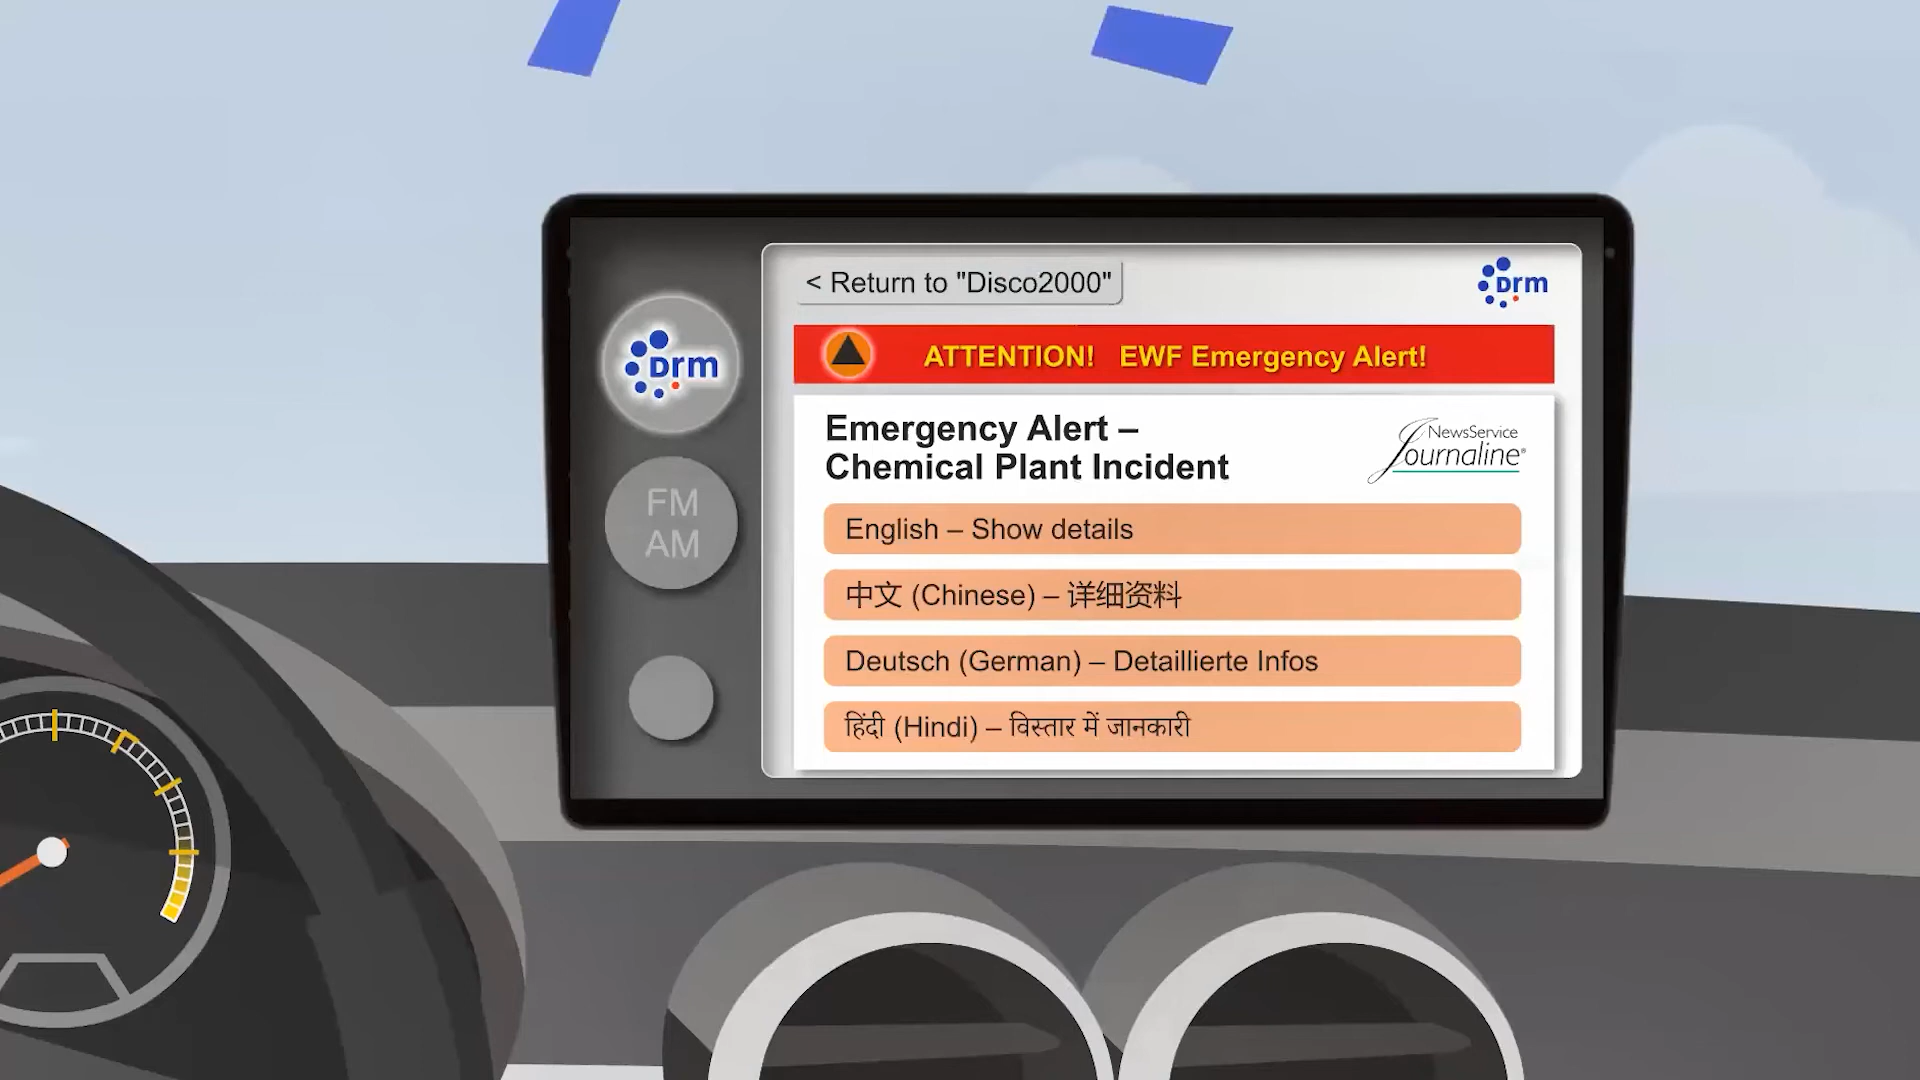 < Return to "Disco2000"
Drm
Drm
ATTENTION! EWF Emergency Alert!
Emergency Alert –
Chemical Plant Incident
NewsService
Journaline®
FM
AM
English – Show details
中文 (Chinese) – 详细资料
Deutsch (German) – Detaillierte Infos
हिंदी (Hindi) – विस्तार में जानकारी